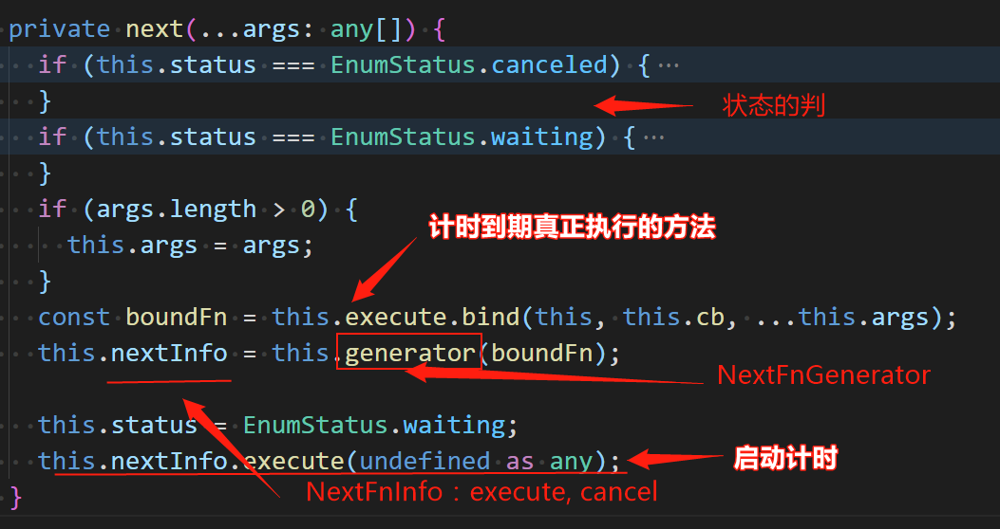 private next(...args: any[]) {
if (this.status === EnumStatus.canceled) { ⋯
}
状态的判
if (this.status === EnumStatus.waiting) { ⋯
}
if (args.length > 0) {
计时到期真正执行的方法
this.args = args;
}
const boundFn = this.execute.bind(this, this.cb, ...this.args);
this.nextInfo = this.generator(boundFn);
NextFnGenerator
this.status = EnumStatus.waiting;
this.nextInfo.execute(undefined as any);
启动计时
NextFnInfo：execute, cancel
}